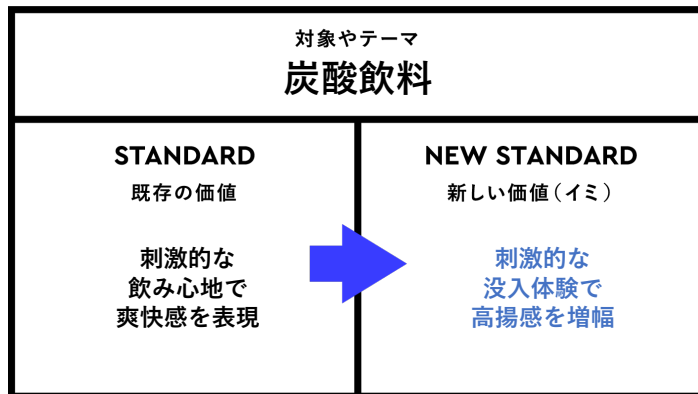 対象やテーマ
炭酸飲料
STANDARD
既存の価値
刺激的な
飲み心地で
爽快感を表現
NEW STANDARD
新しい価値（イミ）
刺激的な
没入体験で
高揚感を増幅